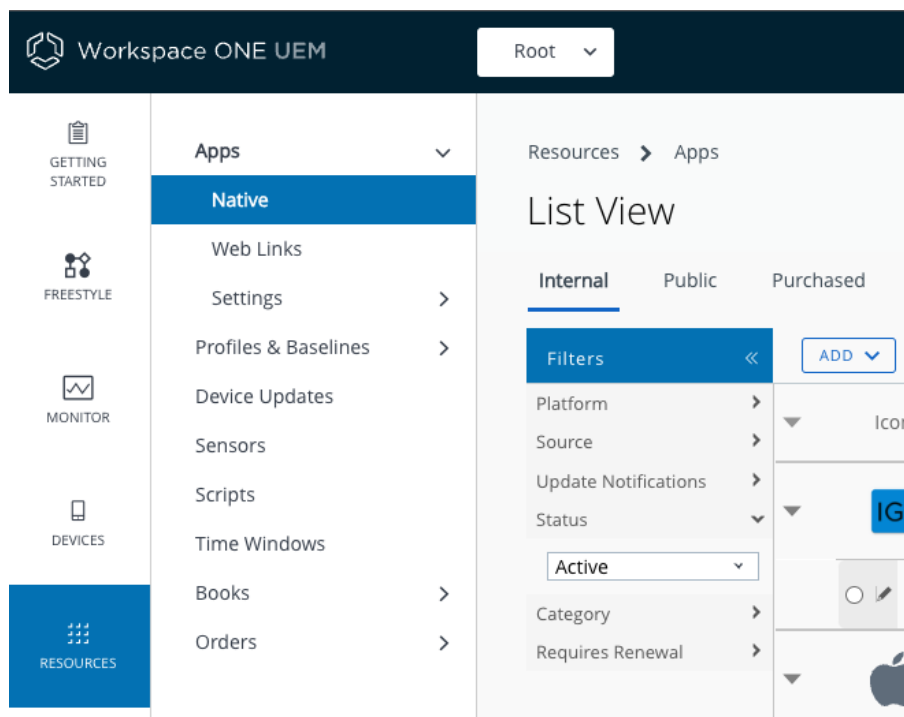 Workspace ONE UEM
Root
GETTING
STARTED
FREESTYLE
MONITOR
DEVICES
RESOURCES
Apps
Native
Web Links
Settings
Profiles & Baselines
Device Updates
Sensors
Scripts
Time Windows
Books
Orders
Resources > Apps
List View
Internal Public Purchased
Filters
Platform
Source
Update Notifications
Status
Active
Category
Requires Renewal
ADD
IG